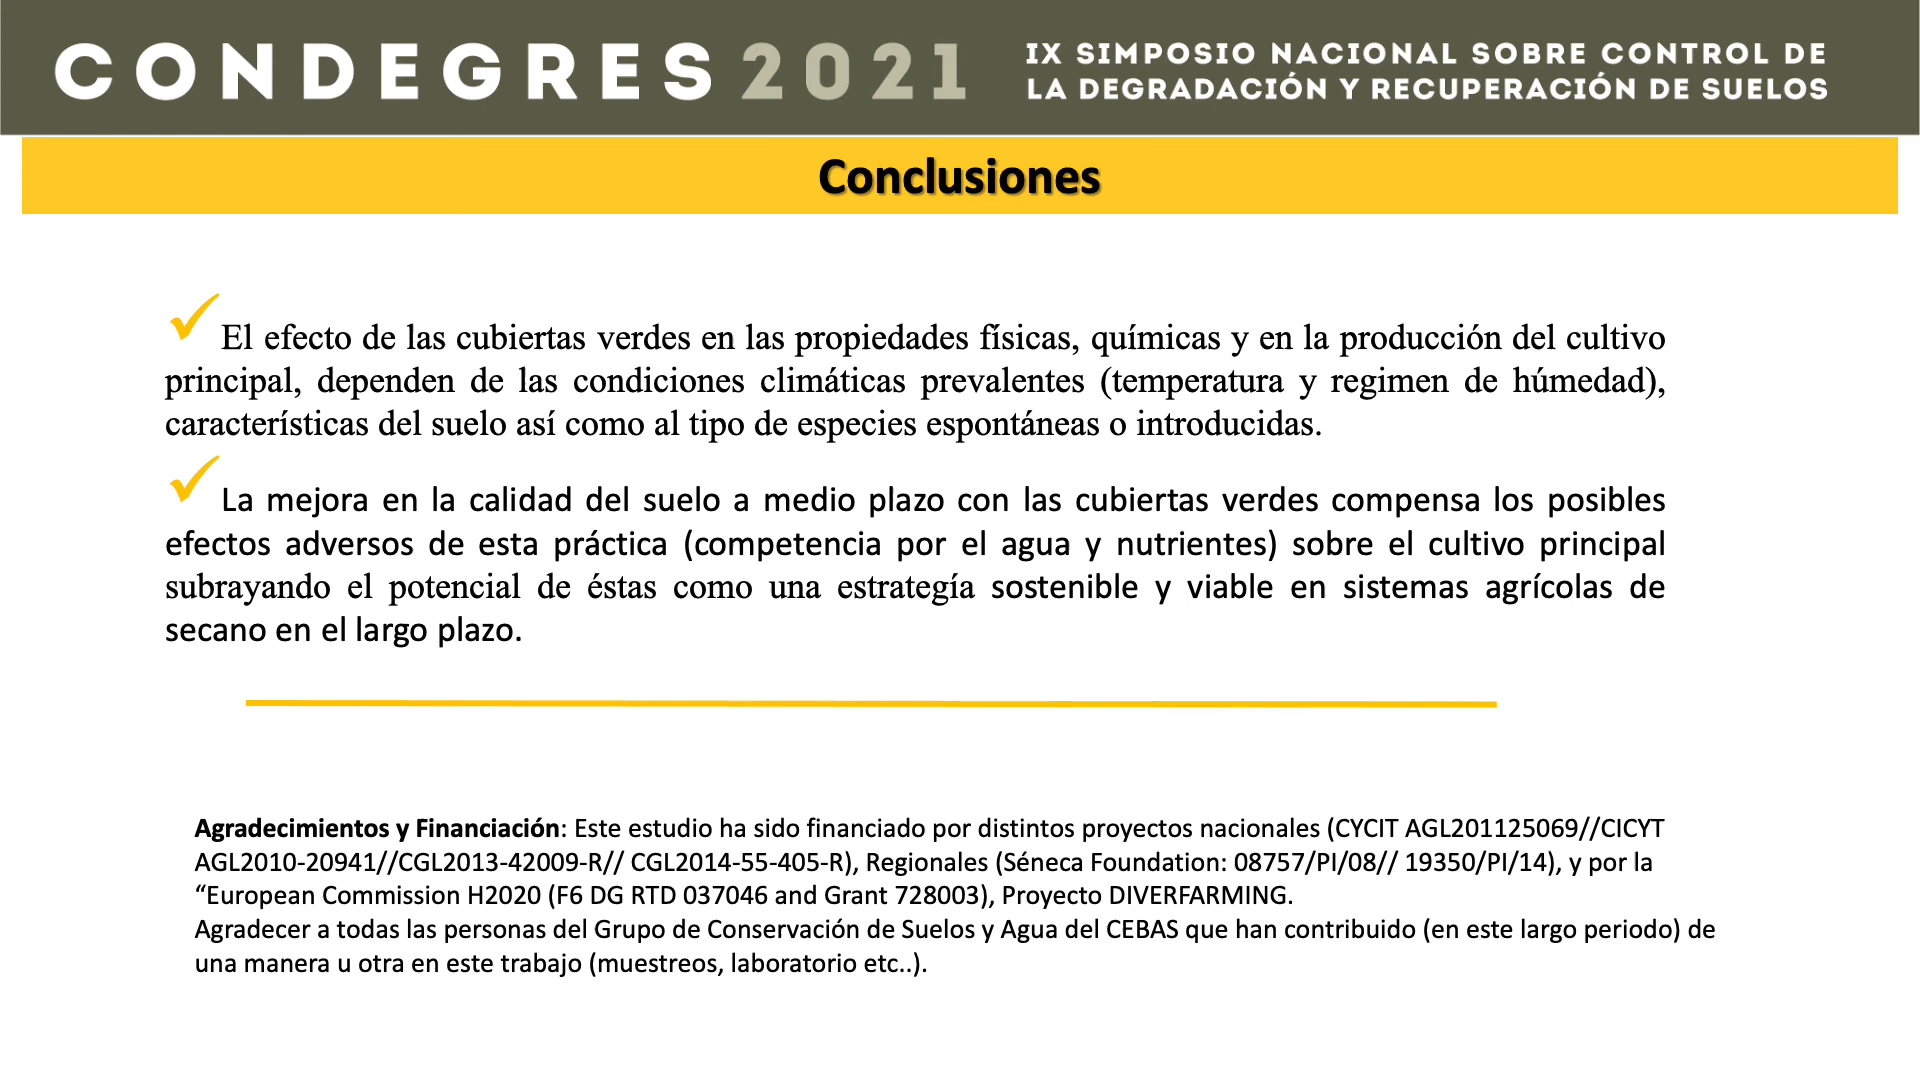 CONDEGRES 2021
IX SIMPOSIO NACIONAL SOBRE CONTROL DE
LA DEGRADACIÓN Y RECUPERACIÓN DE SUELOS
Conclusiones
El efecto de las cubiertas verdes en las propiedades físicas, químicas y en la producción del cultivo
principal, dependen de las condiciones climáticas prevalentes (temperatura y regimen de húmedad),
características del suelo así como al tipo de especies espontáneas o introducidas.
La mejora en la calidad del suelo a medio plazo con las cubiertas verdes compensa los posibles
efectos adversos de esta práctica (competencia por el agua y nutrientes) sobre el cultivo principal
subrayando el potencial de éstas como una estrategía sostenible y viable en sistemas agrícolas de
secano en el largo plazo.
Agradecimientos y Financiación: Este estudio ha sido financiado por distintos proyectos nacionales (CYCIT AGL201125069//CICYT
AGL2010-20941//CGL2013-42009-R// CGL2014-55-405-R), Regionales (Séneca Foundation: 08757/PI/08// 19350/PI/14), y por la
“European Commission H2020 (F6 DG RTD 037046 and Grant 728003), Proyecto DIVERFARMING.
Agradecer a todas las personas del Grupo de Conservación de Suelos y Agua del CEBAS que han contribuido (en este largo periodo) de
una manera u otra en este trabajo (muestreos, laboratorio etc..).